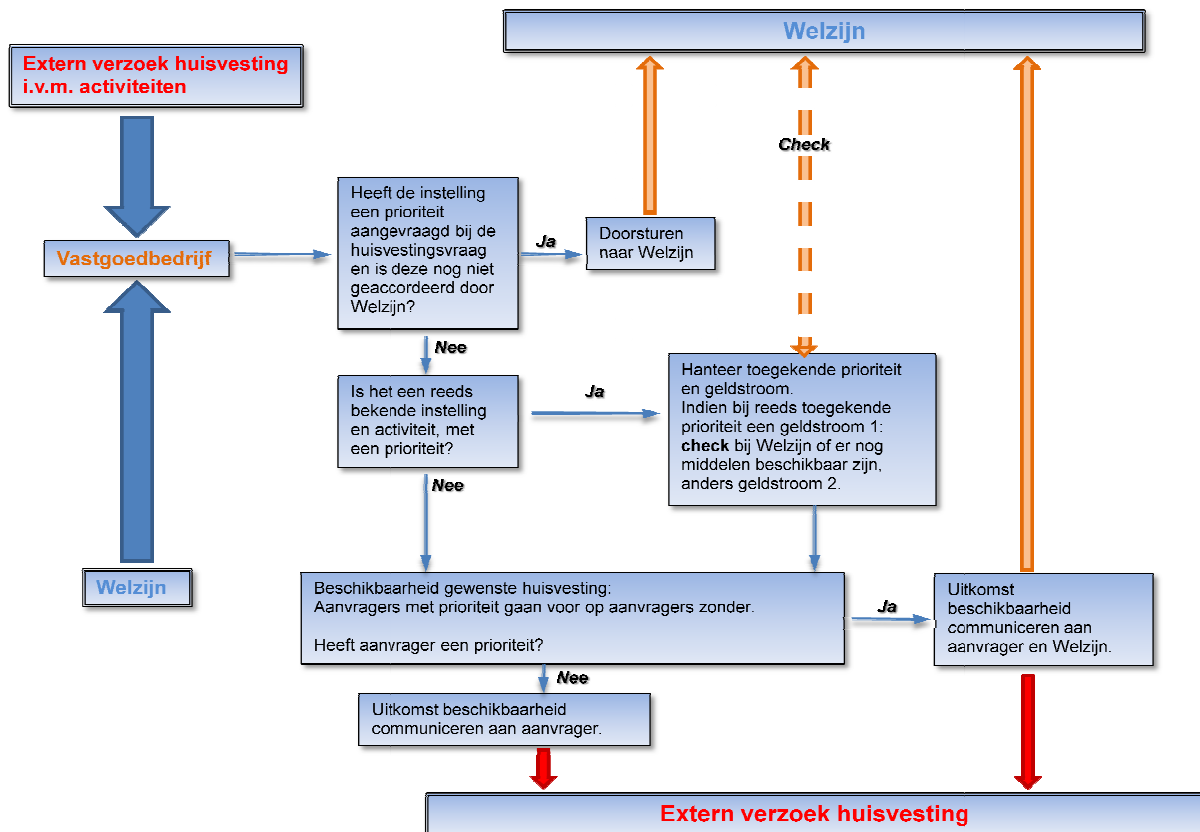 Welzijn
Extern verzoek huisvesting
i.v.m. activiteiten
Check
Heeft de instelling
een prioriteit
aangevraagd bij de
huisvestingsvraag
en is deze nog niet
geaccordeerd door
Welzijn?
Ja
Doorsturen
naar Welzijn
Vastgoedbedrijf
Nee
Is het een reeds
bekende instelling
en activiteit, met
een prioriteit?
Ja
Hanteer toegekende prioriteit
en geldstroom.
Indien bij reeds toegekende
prioriteit een geldstroom 1:
check bij Welzijn of er nog
middelen beschikbaar zijn,
anders geldstroom 2.
Nee
Welzijn
Beschikbaarheid gewenste huisvesting:
Aanvragers met prioriteit gaan voor op aanvragers zonder.
Heeft aanvrager een prioriteit?
Ja
Uitkomst
beschikbaarheid
communiceren aan
aanvrager en Welzijn.
Nee
Uitkomst beschikbaarheid
communiceren aan aanvrager.
Extern verzoek huisvesting